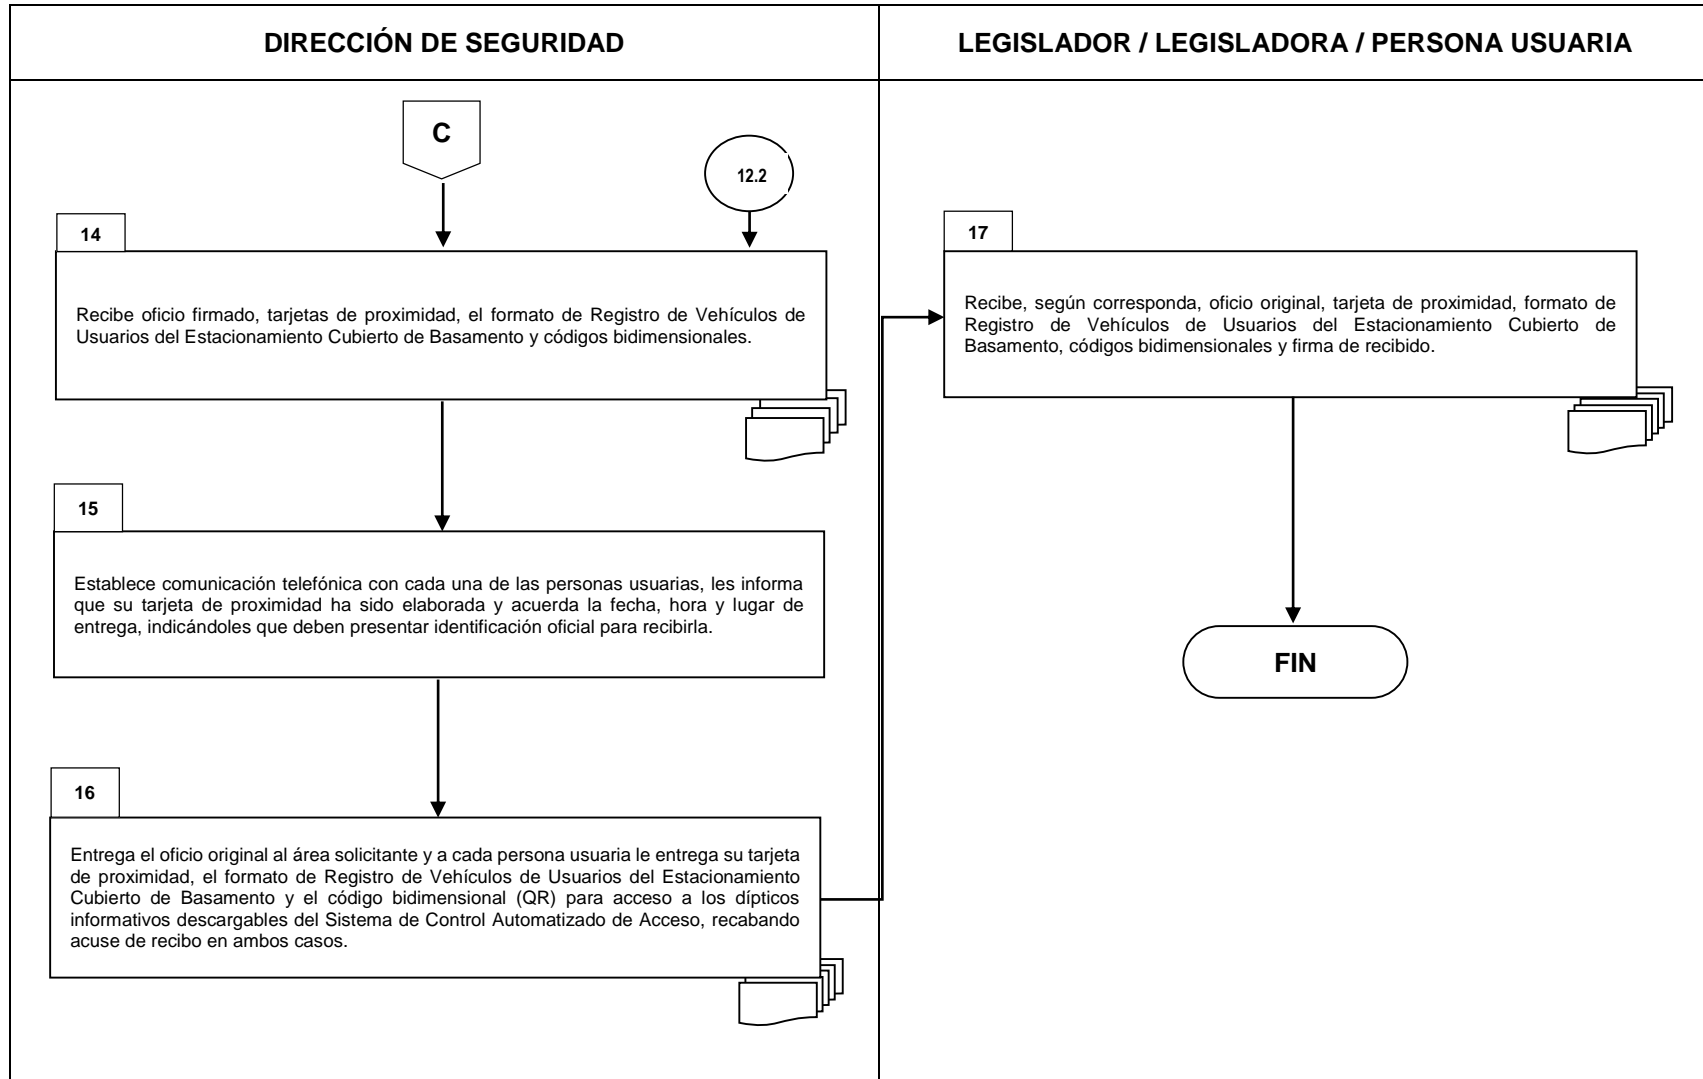 DIRECCIÓN DE SEGURIDAD
LEGISLADOR / LEGISLADORA / PERSONA USUARIA
C
12.2
14
Recibe oficio firmado, tarjetas de proximidad, el formato de Registro de Vehículos de
Usuarios del Estacionamiento Cubierto de Basamento y códigos bidimensionales.
15
Establece comunicación telefónica con cada una de las personas usuarias, les informa
que su tarjeta de proximidad ha sido elaborada y acuerda la fecha, hora y lugar de
entrega, indicándoles que deben presentar identificación oficial para recibirla.
16
Entrega el oficio original al área solicitante y a cada persona usuaria le entrega su tarjeta
de proximidad, el formato de Registro de Vehículos de Usuarios del Estacionamiento
Cubierto de Basamento y el código bidimensional (QR) para acceso a los dípticos
informativos descargables del Sistema de Control Automatizado de Acceso, recabando
acuse de recibo en ambos casos.
17
Recibe, según corresponda, oficio original, tarjeta de proximidad, formato de
Registro de Vehículos de Usuarios del Estacionamiento Cubierto de
Basamento, códigos bidimensionales y firma de recibido.
FIN